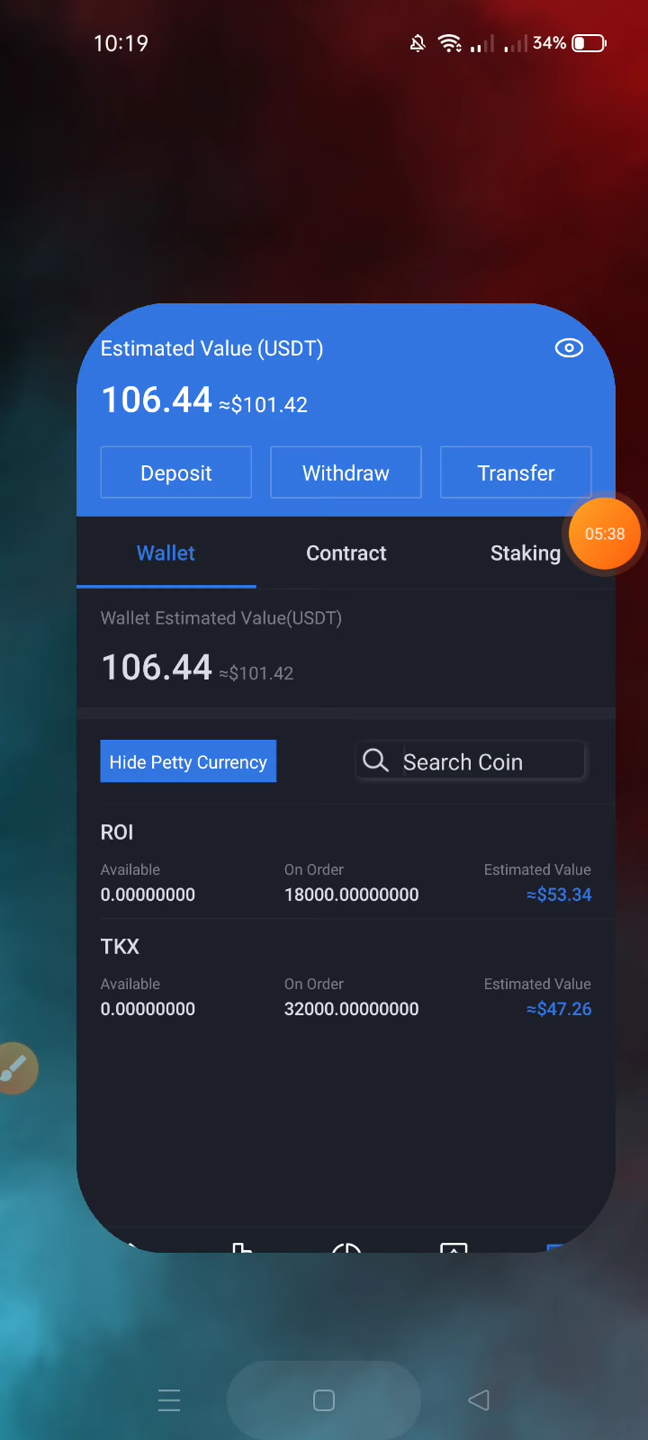 10:19 34%
Estimated Value (USDT)
106.44 ≈$101.42
Deposit Withdraw Transfer
05:38
Wallet Contract Staking
Wallet Estimated Value(USDT)
106.44 ≈$101.42
Hide Petty Currency Search Coin
ROI
Available On Order Estimated Value
0.00000000 18000.00000000 ≈$53.34
TKX
Available On Order Estimated Value
0.00000000 32000.00000000 ≈$47.26